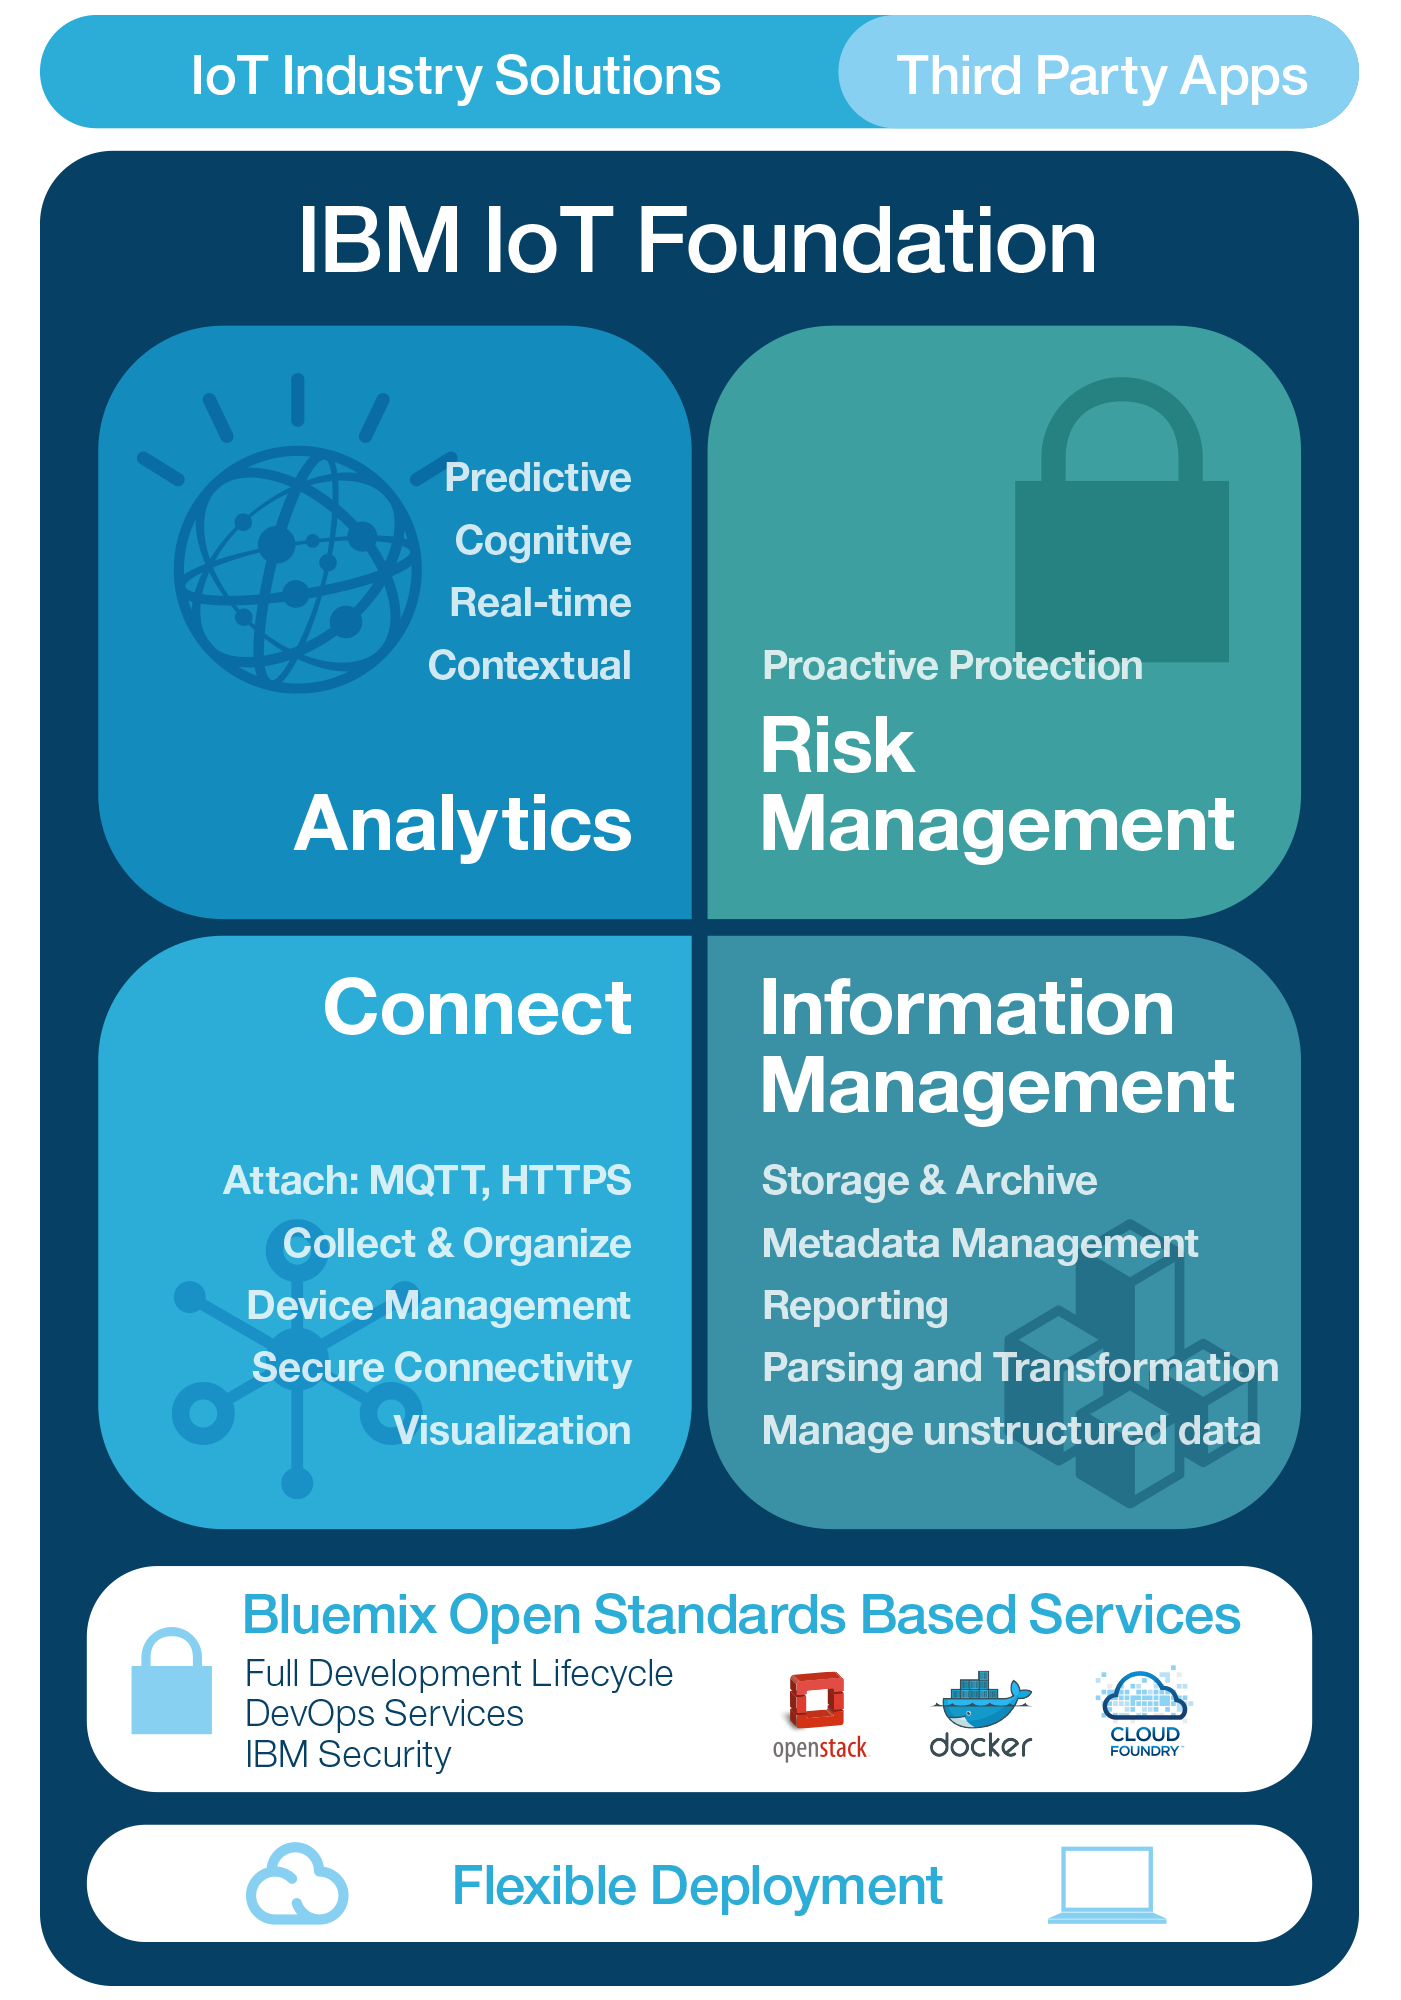 IoT Industry Solutions
Third Party Apps
IBM IoT Foundation
Predictive
Cognitive
Real-time
Contextual
Analytics
Proactive Protection
Risk
Management
Connect
Attach: MQTT, HTTPS
Collect & Organize
Device Management
Secure Connectivity
Visualization
Information
Management
Storage & Archive
Metadata Management
Reporting
Parsing and Transformation
Manage unstructured data
Bluemix Open Standards Based Services
Full Development Lifecycle
DevOps Services
IBM Security
openstack
docker
CLOUD
FOUNDRY
Flexible Deployment